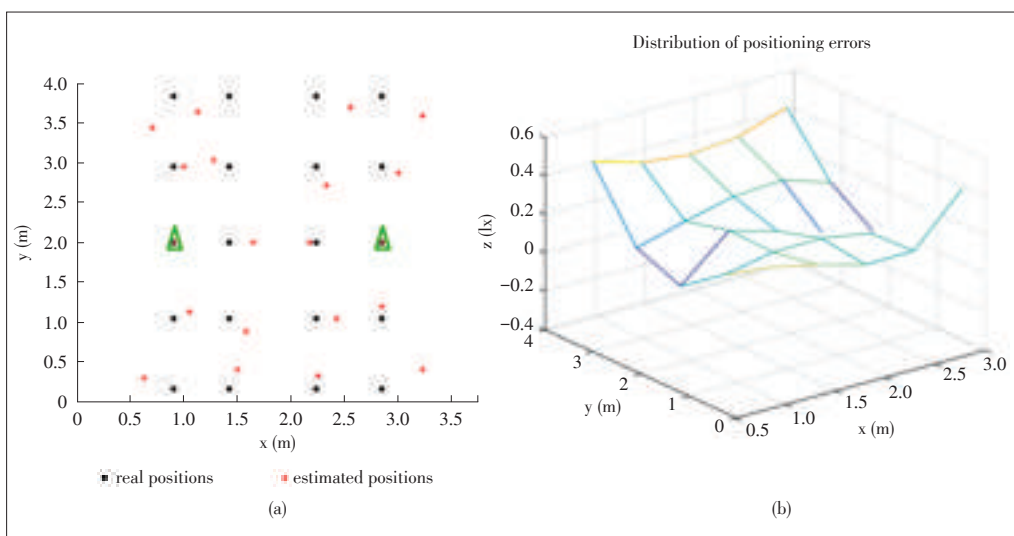 Distribution of positioning errors
4.0
3.5
3.0
2.5
2.0
1.5
1.0
0.5
0
y (m)
0 0.5 1.0 1.5 2.0 2.5 3.0 3.5
x (m)
real positions estimated positions
(a)
0.6
0.4
0.2
0
−0.2
−0.4
z (lx)
4 3 2 1 0
y (m)
0.5 1.0 1.5 2.0 2.5 3.0
x (m)
(b)